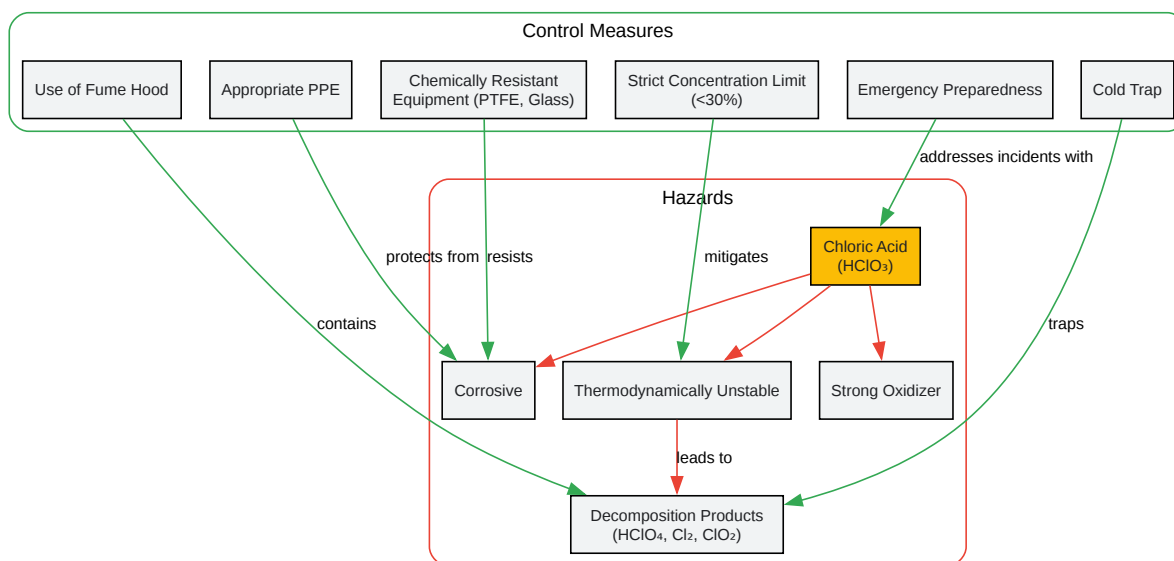 Control Measures
Use of Fume Hood
Appropriate PPE
Chemically Resistant
Equipment (PTFE, Glass)
Strict Concentration Limit
(<30%)
Emergency Preparedness
Cold Trap
addresses incidents with
Hazards
Chloric Acid
(HClO₃)
protects from
resists
mitigates
contains
traps
Corrosive
Thermodynamically Unstable
Strong Oxidizer
leads to
Decomposition Products
(HClO₄, Cl₂, ClO₂)